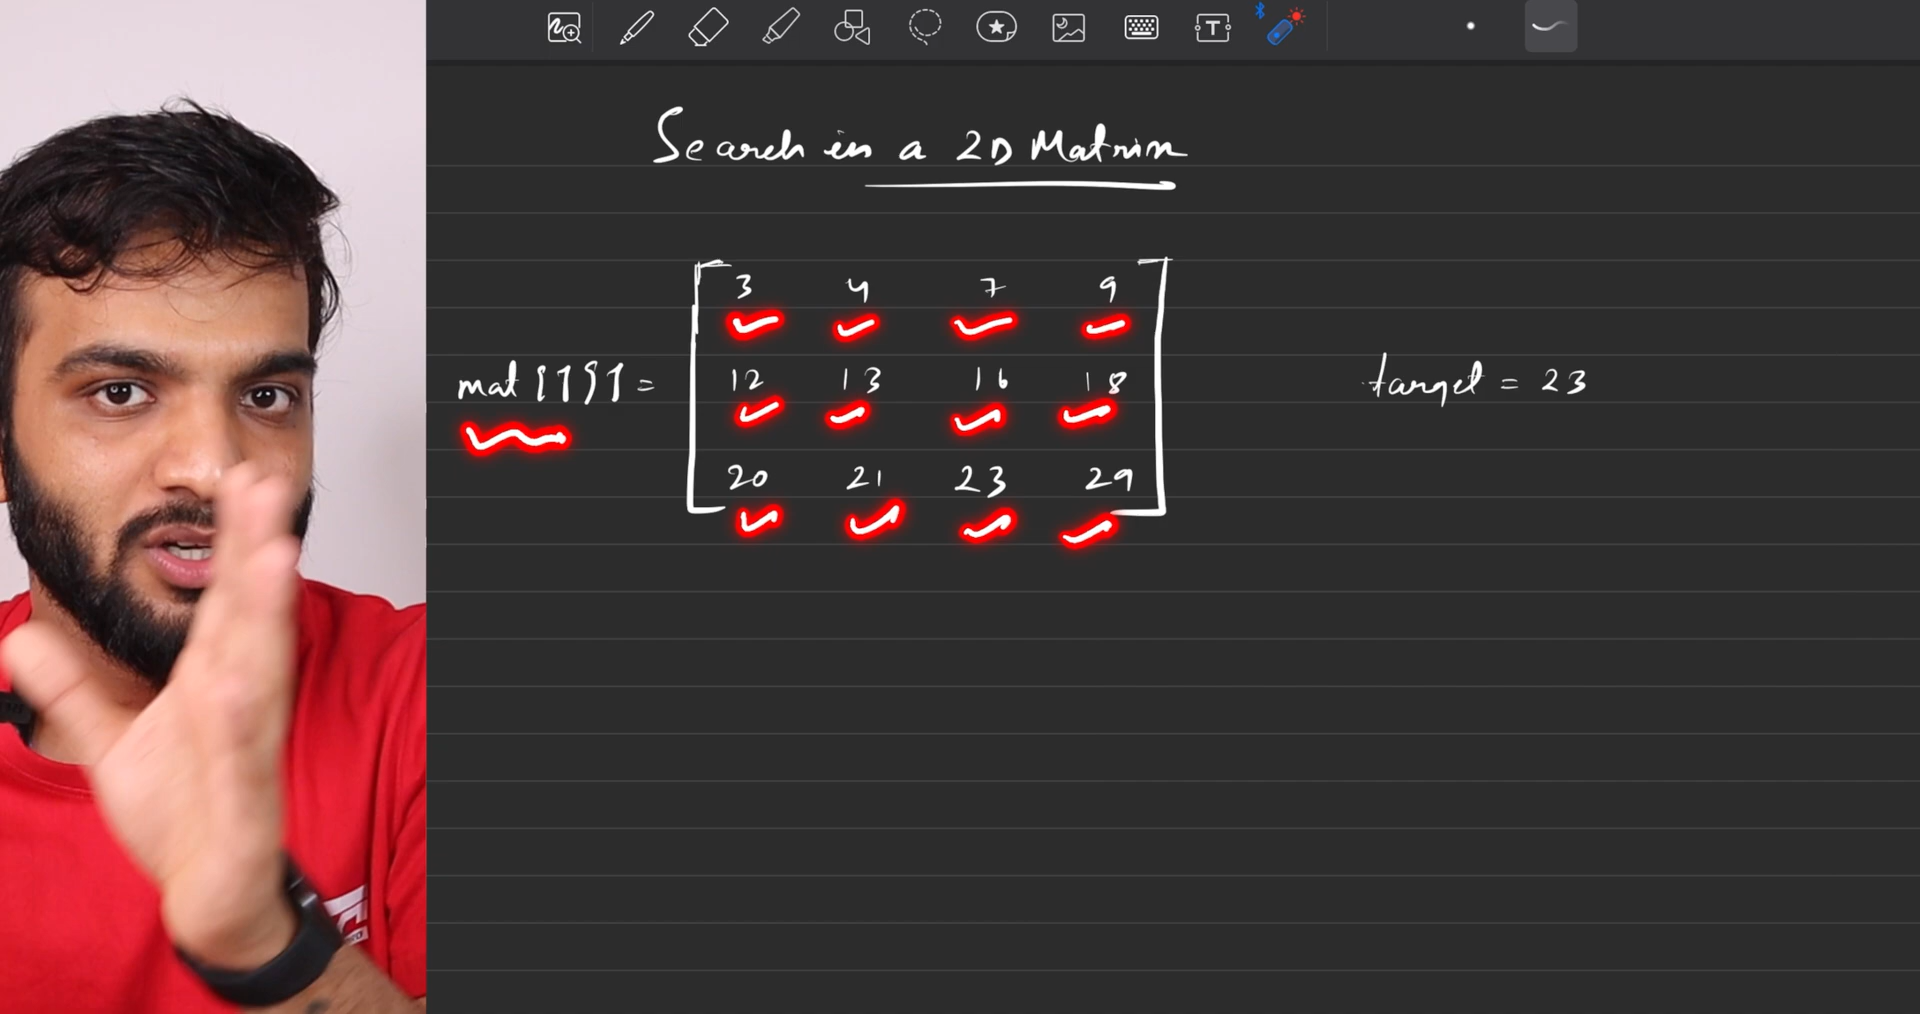 Search in a 2D Matrix
3 4 7 9
mat [][] = 12 13 16 18
target = 23
20 21 23 29